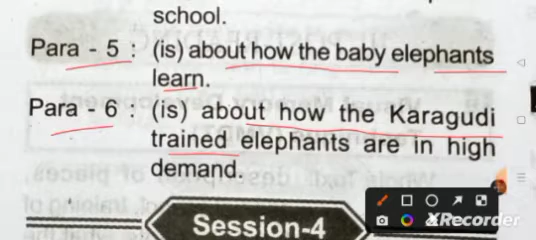 school.
Para - 5 : (is) about how the baby elephants
learn.
Para - 6 : (is) about how the Karagudi
trained elephants are in high
demand.
Session-4
XRecorder